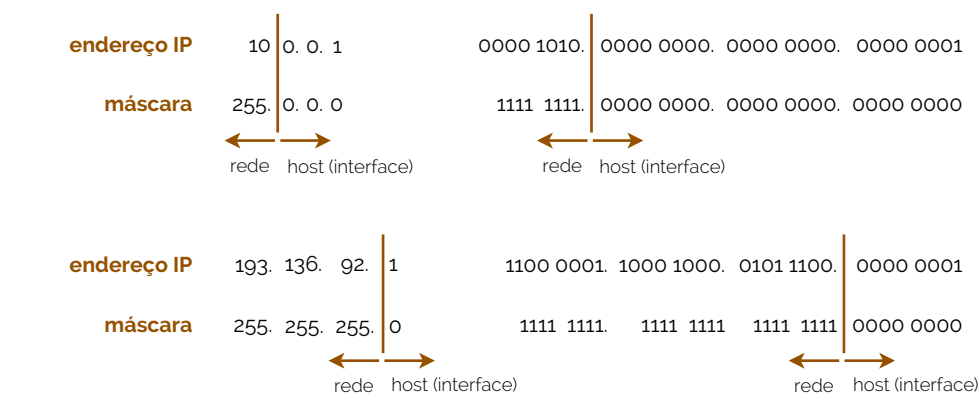 endereço IP 10 0. 0. 1 0000 1010. 0000 0000. 0000 0000. 0000 0001
máscara 255. 0. 0. 0 1111 1111. 0000 0000. 0000 0000. 0000 0000
rede host (interface) rede host (interface)
endereço IP 193. 136. 92. 1 1100 0001. 1000 1000. 0101 1100. 0000 0001
máscara 255. 255. 255. 0 1111 1111. 1111 1111 1111 1111 0000 0000
rede host (interface) rede host (interface)